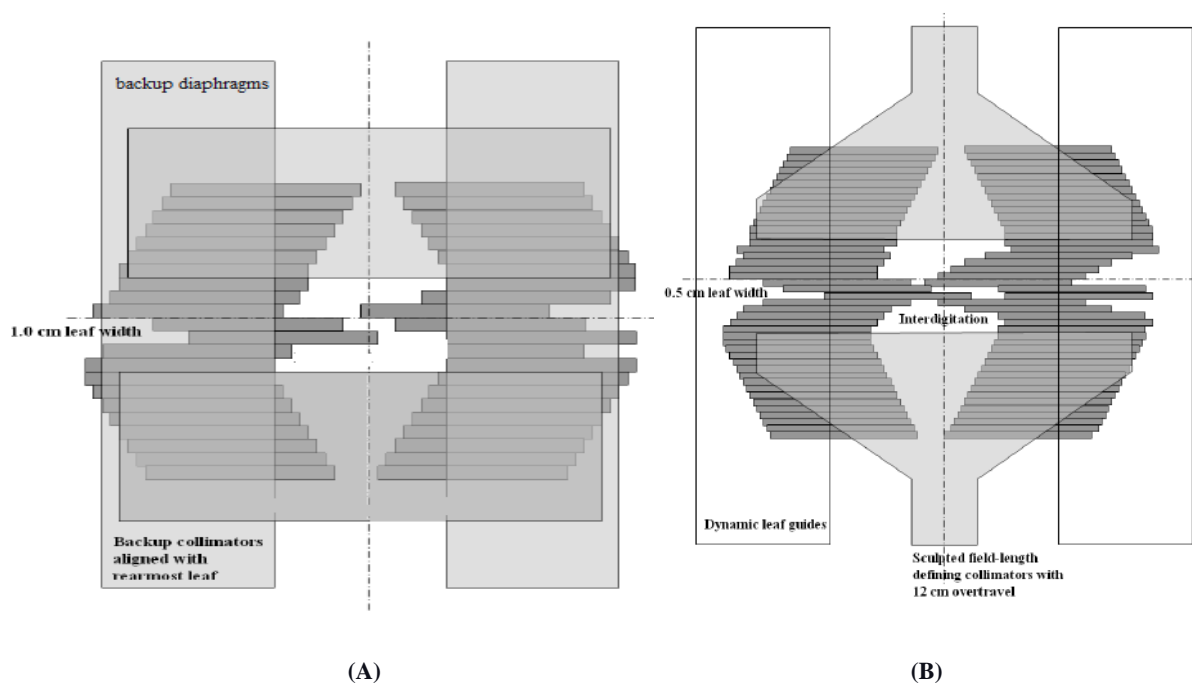 backup diaphragms
1.0 cm leaf width
Backup collimators
aligned with
rearmost leaf
(A)
0.5 cm leaf width
Interdigitation
Dynamic leaf guides
Sculpted field-length
defining collimators with
12 cm overtravel
(B)